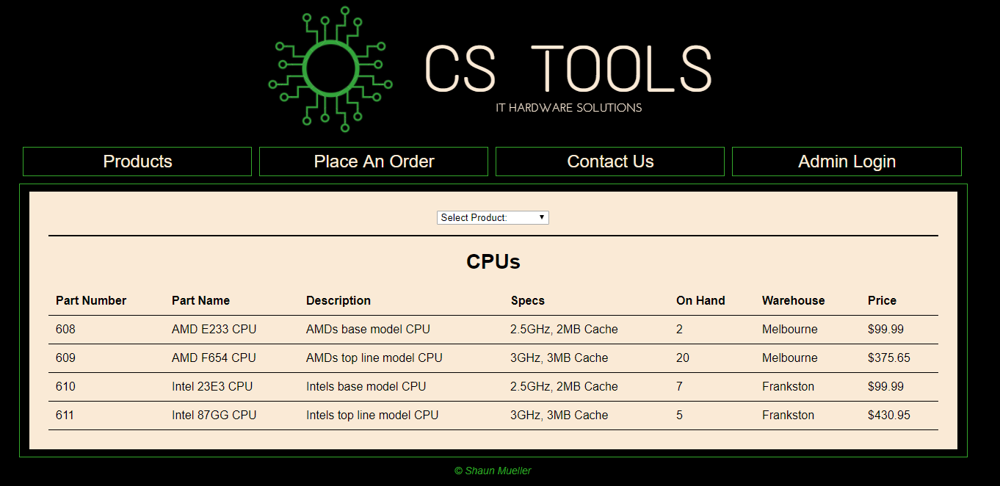 CS TOOLS
IT HARDWARE SOLUTIONS
Products Place An Order Contact Us Admin Login
Select Product:
CPUs
Part Number Part Name Description Specs On Hand Warehouse Price
608 AMD E233 CPU AMDs base model CPU 2.5GHz, 2MB Cache 2 Melbourne $99.99
609 AMD F654 CPU AMDs top line model CPU 3GHz, 3MB Cache 20 Melbourne $375.65
610 Intel 23E3 CPU Intels base model CPU 2.5GHz, 2MB Cache 7 Frankston $99.99
611 Intel 87GG CPU Intels top line model CPU 3GHz, 3MB Cache 5 Frankston $430.95
© Shaun Mueller